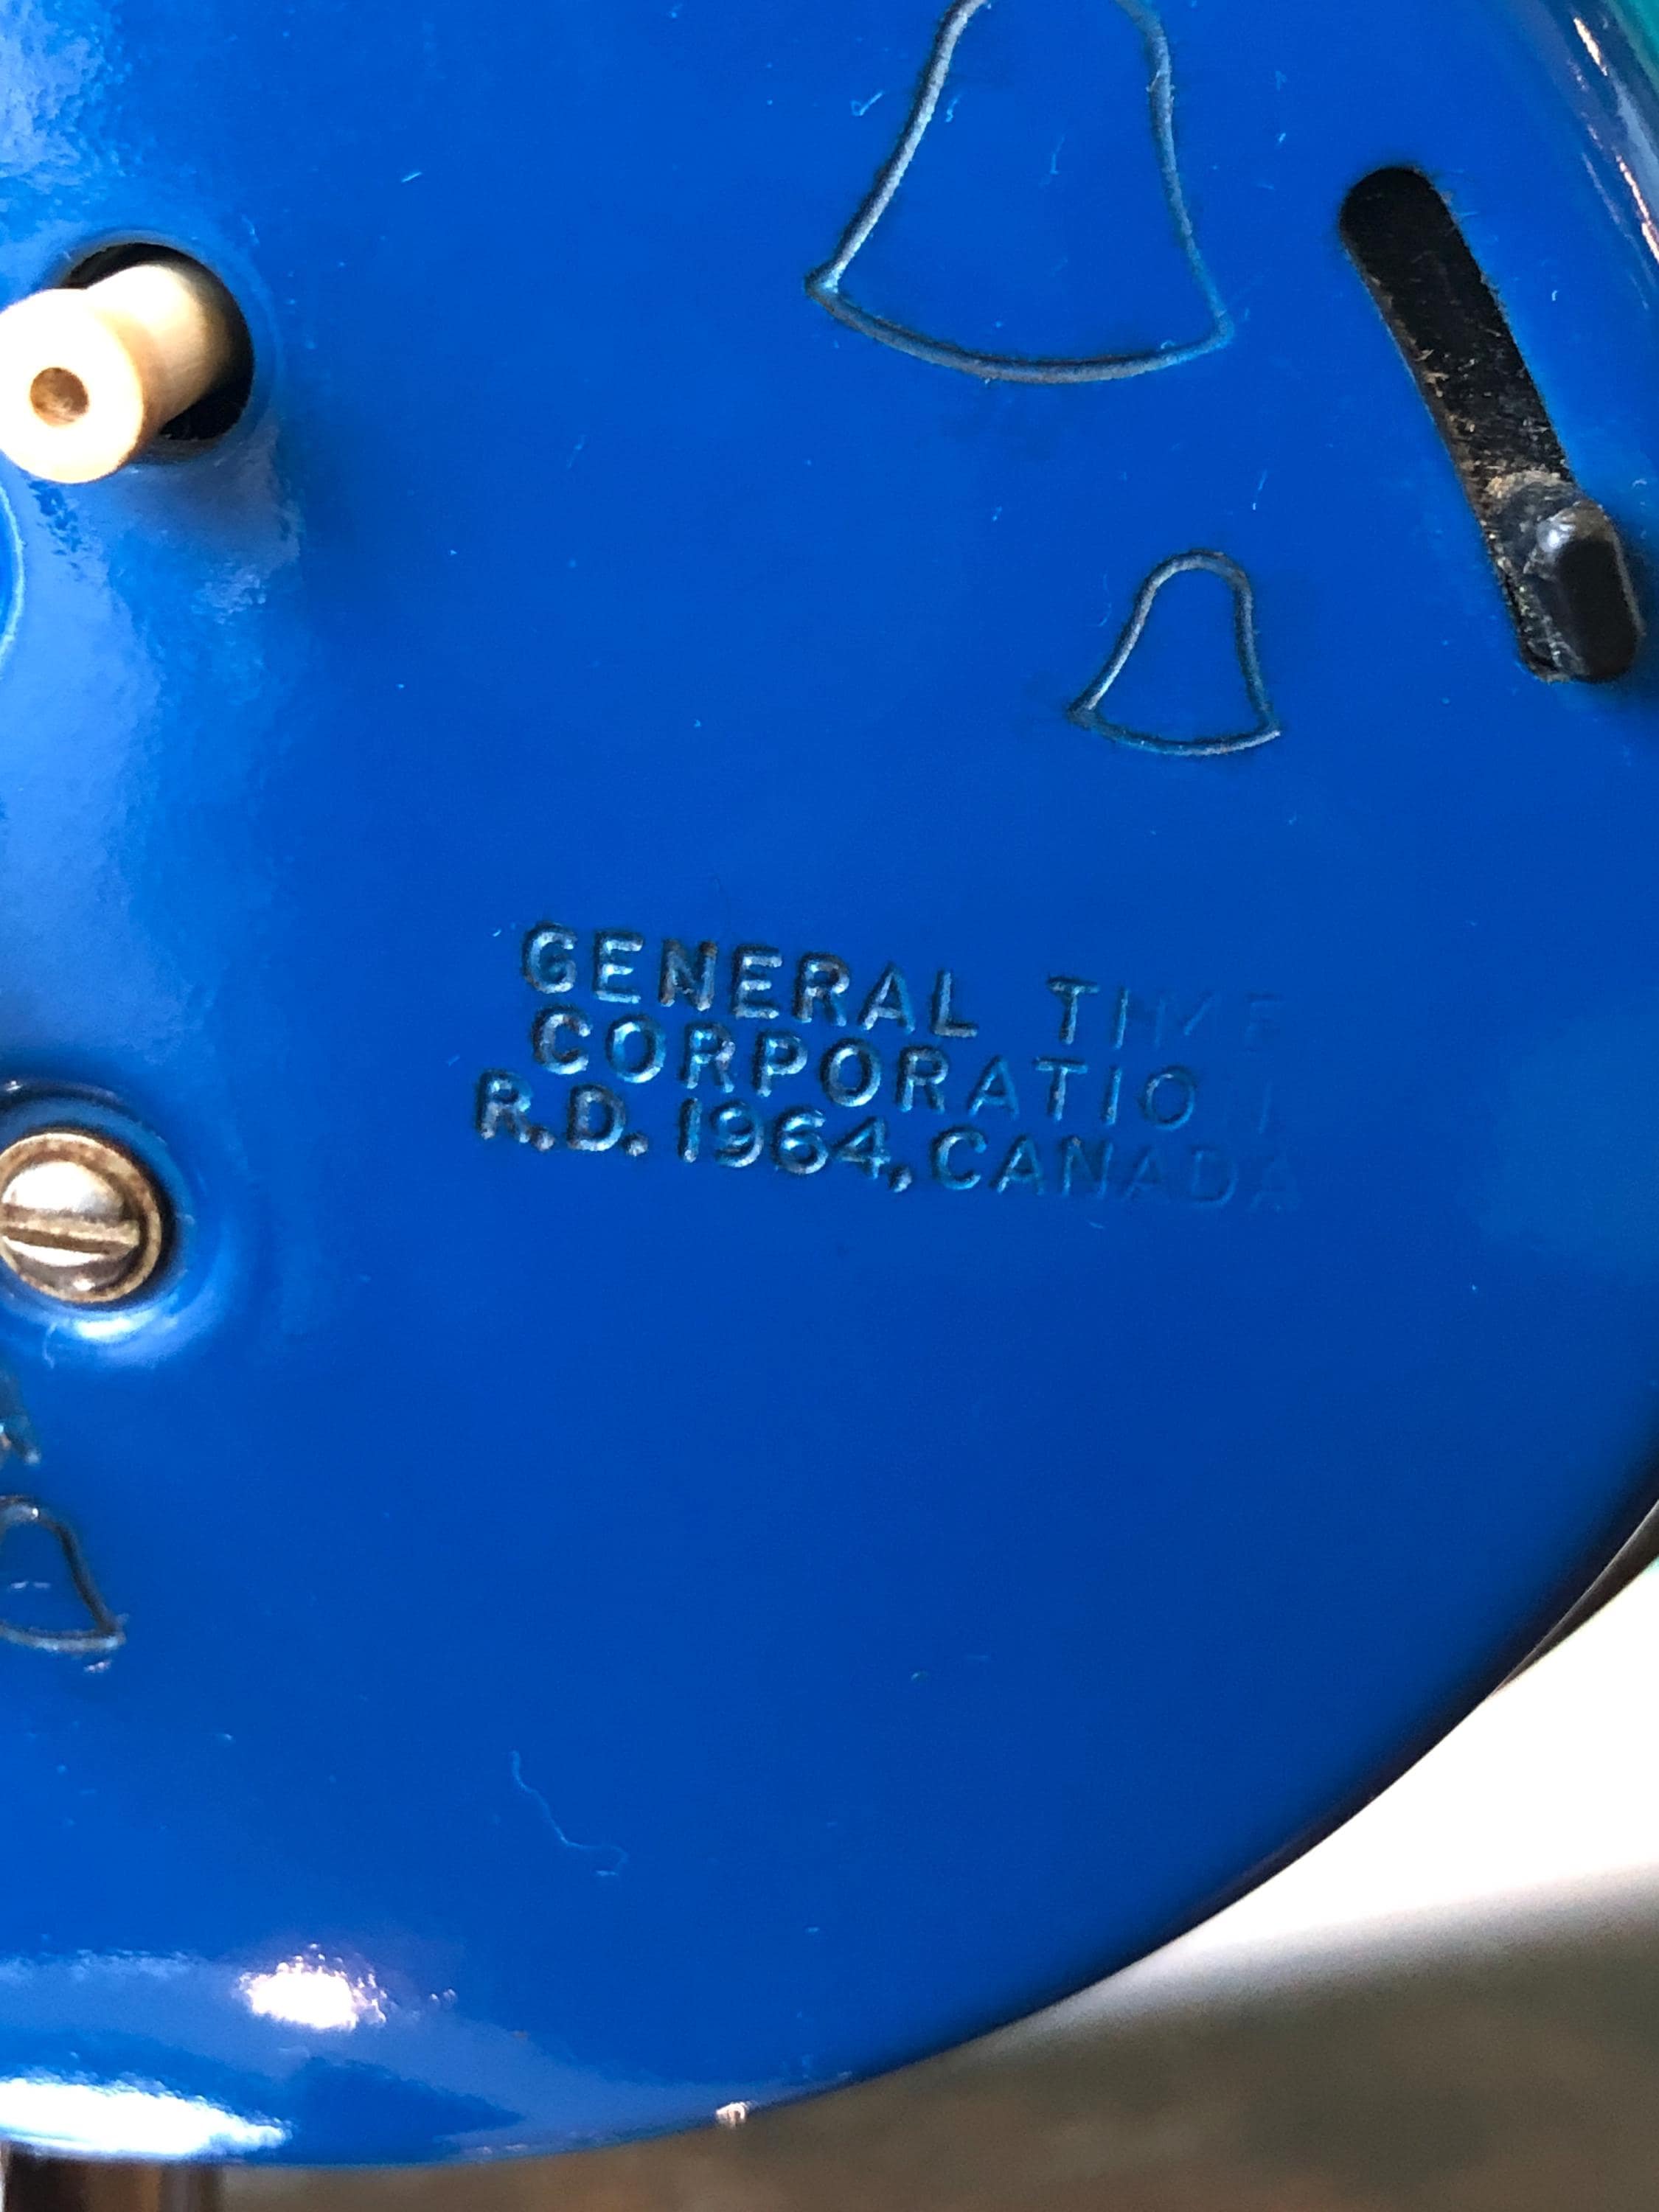 GENERAL TIME
CORPORATION
R.D. 1964, CANADA